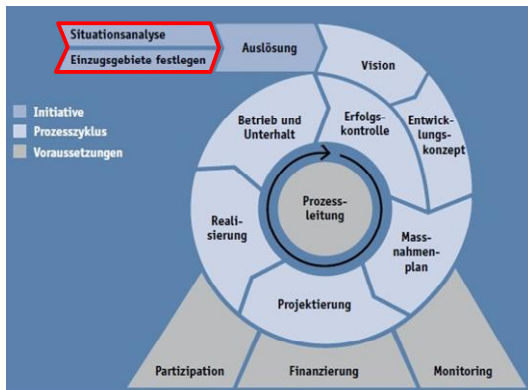 Situationsanalyse
Einzugsgebiete festlegen
Auslösung
Vision
Initiative
Prozesszyklus
Voraussetzungen
Betrieb und
Unterhalt
Erfolgs-
kontrolle
Entwick-
lungs-
konzept
Prozess-
leitung
Reali-
sierung
Mass-
nahmen-
plan
Projektierung
Partizipation
Finanzierung
Monitoring